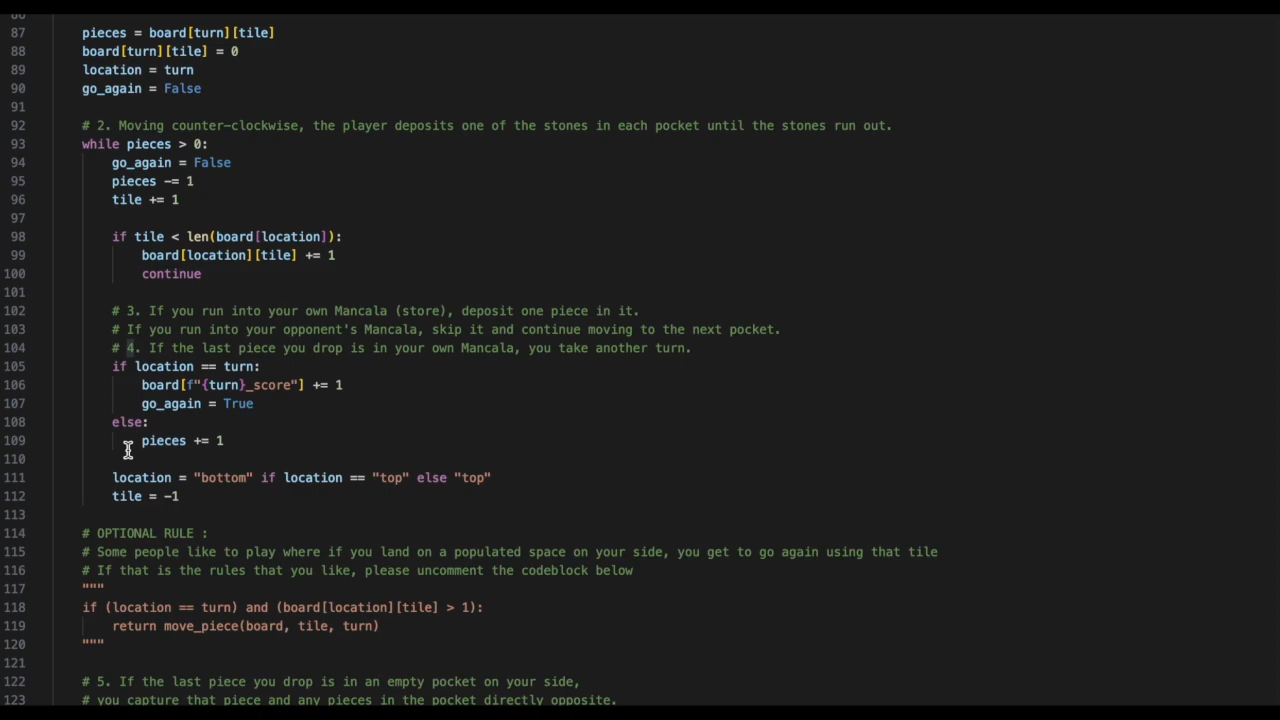 86
87 pieces = board[turn][tile]
88 board[turn][tile] = 0
89 location = turn
90 go_again = False
91
92 # 2. Moving counter-clockwise, the player deposits one of the stones in each pocket until the stones run out.
93 while pieces > 0:
94 go_again = False
95 pieces -= 1
96 tile += 1
97
98 if tile < len(board[location]):
99 board[location][tile] += 1
100 continue
101
102 # 3. If you run into your own Mancala (store), deposit one piece in it.
103 # If you run into your opponent's Mancala, skip it and continue moving to the next pocket.
104 # 4. If the last piece you drop is in your own Mancala, you take another turn.
105 if location == turn:
106 board[f"{turn}_score"] += 1
107 go_again = True
108 else:
109 pieces += 1
110
111 location = "bottom" if location == "top" else "top"
112 tile = -1
113
114 # OPTIONAL RULE :
115 # Some people like to play where if you land on a populated space on your side, you get to go again using that tile
116 # If that is the rules that you like, please uncomment the codeblock below
117 """
118 if (location == turn) and (board[location][tile] > 1):
119 return move_piece(board, tile, turn)
120 """
121
122 # 5. If the last piece you drop is in an empty pocket on your side,
123 # you capture that piece and any pieces in the pocket directly opposite.